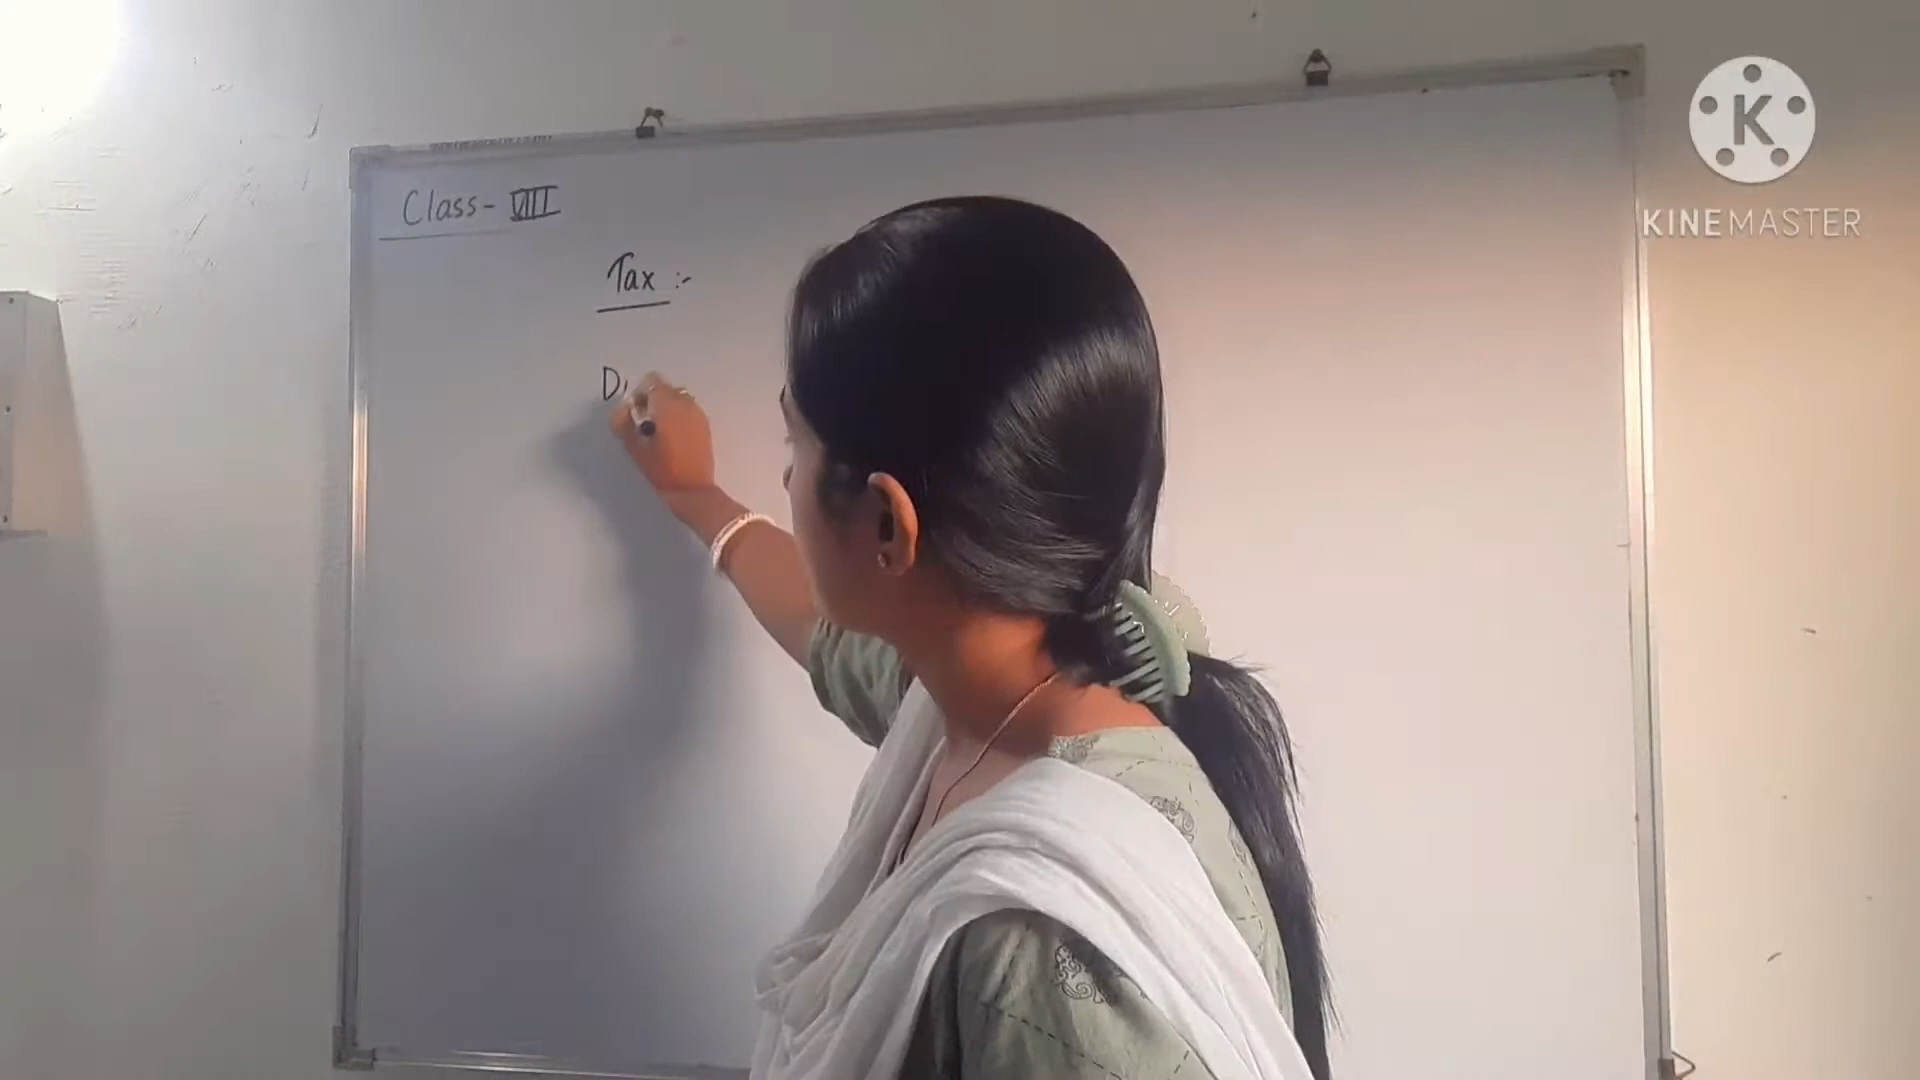 Class- VIII
Tax :-
K
KINEMASTER